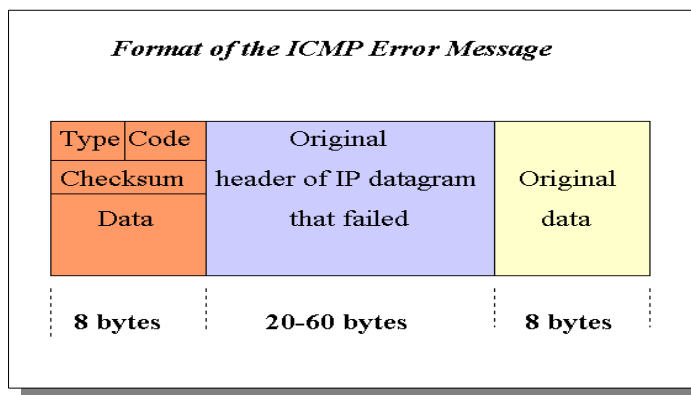 Format of the ICMP Error Message
Type Code
Checksum
Data
Original
header of IP datagram
that failed
Original
data
8 bytes
20-60 bytes
8 bytes